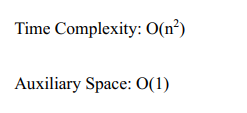 Time Complexity: O(n²)
Auxiliary Space: O(1)